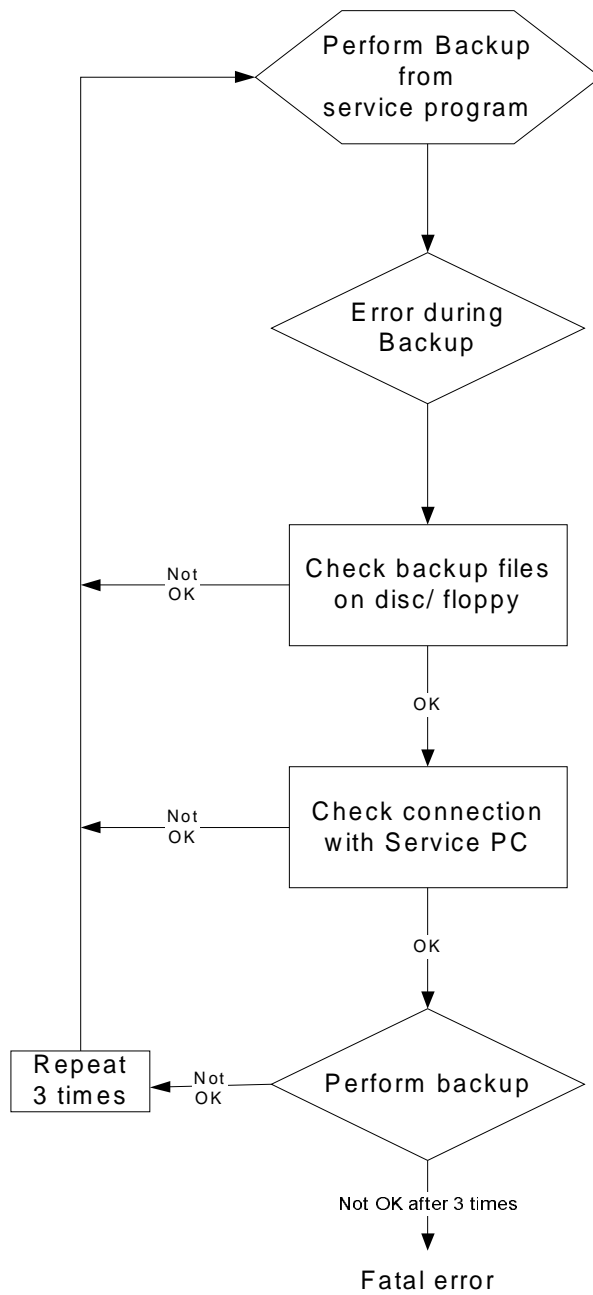 Perform Backup
from
service program
Error during
Backup
Check backup files
on disc/ floppy
Not
OK
OK
Check connection
with Service PC
Not
OK
OK
Perform backup
Not
OK
Repeat
3 times
Not OK after 3 times
Fatal error